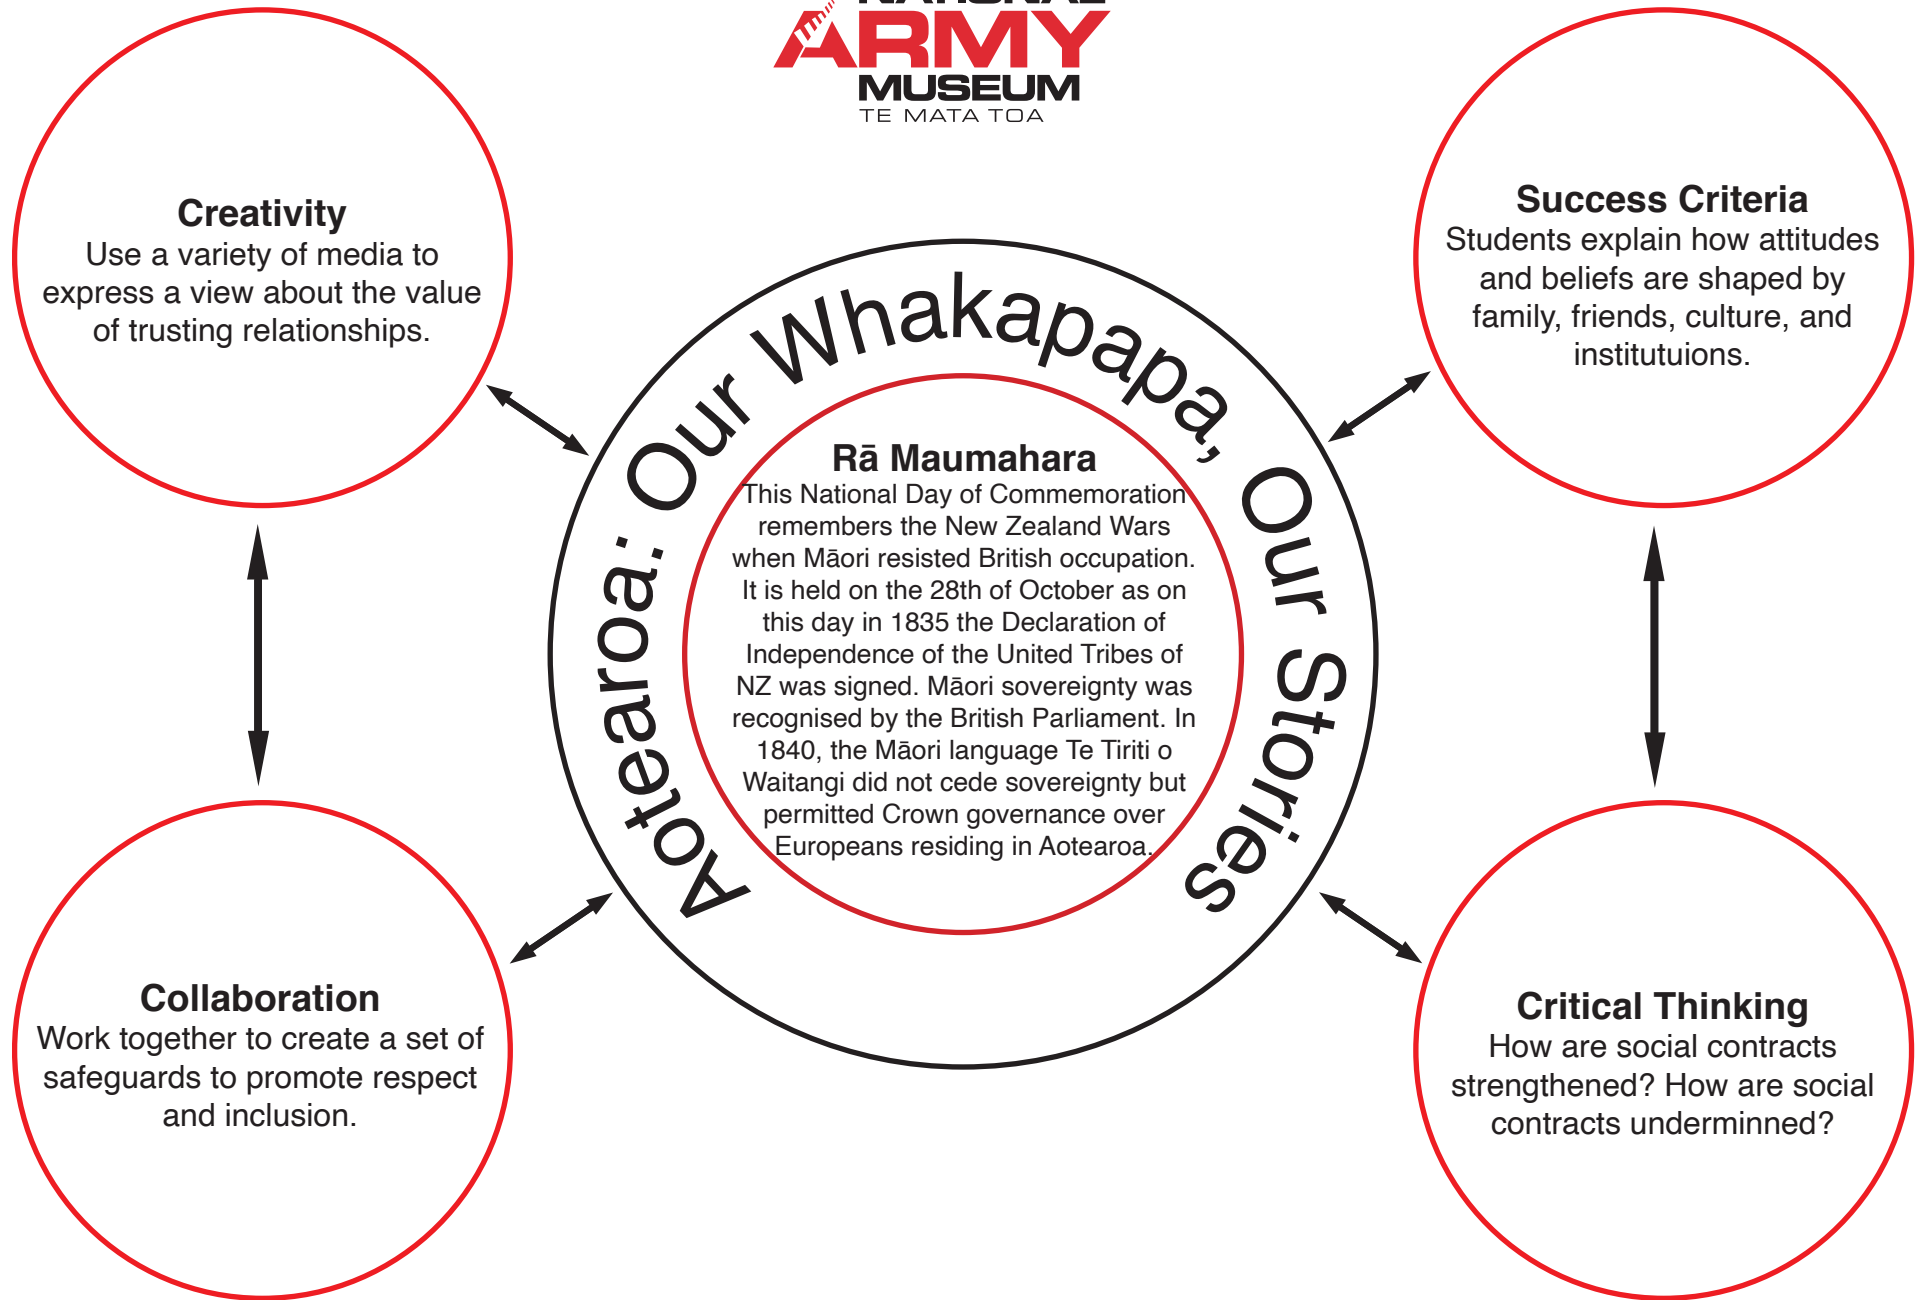 NATIONAL
ARMY
MUSEUM
TE MATA TOA
Creativity
Use a variety of media to
express a view about the value
of trusting relationships.
Success Criteria
Students explain how attitudes
and beliefs are shaped by
family, friends, culture, and
institutuions.
Aotearoa: Our Whakapapa, Our Stories
Rā Maumahara
This National Day of Commemoration
remembers the New Zealand Wars
when Māori resisted British occupation.
It is held on the 28th of October as on
this day in 1835 the Declaration of
Independence of the United Tribes of
NZ was signed. Māori sovereignty was
recognised by the British Parliament. In
1840, the Māori language Te Tiriti o
Waitangi did not cede sovereignty but
permitted Crown governance over
Europeans residing in Aotearoa.
Collaboration
Work together to create a set of
safeguards to promote respect
and inclusion.
Critical Thinking
How are social contracts
strengthened? How are social
contracts underminned?